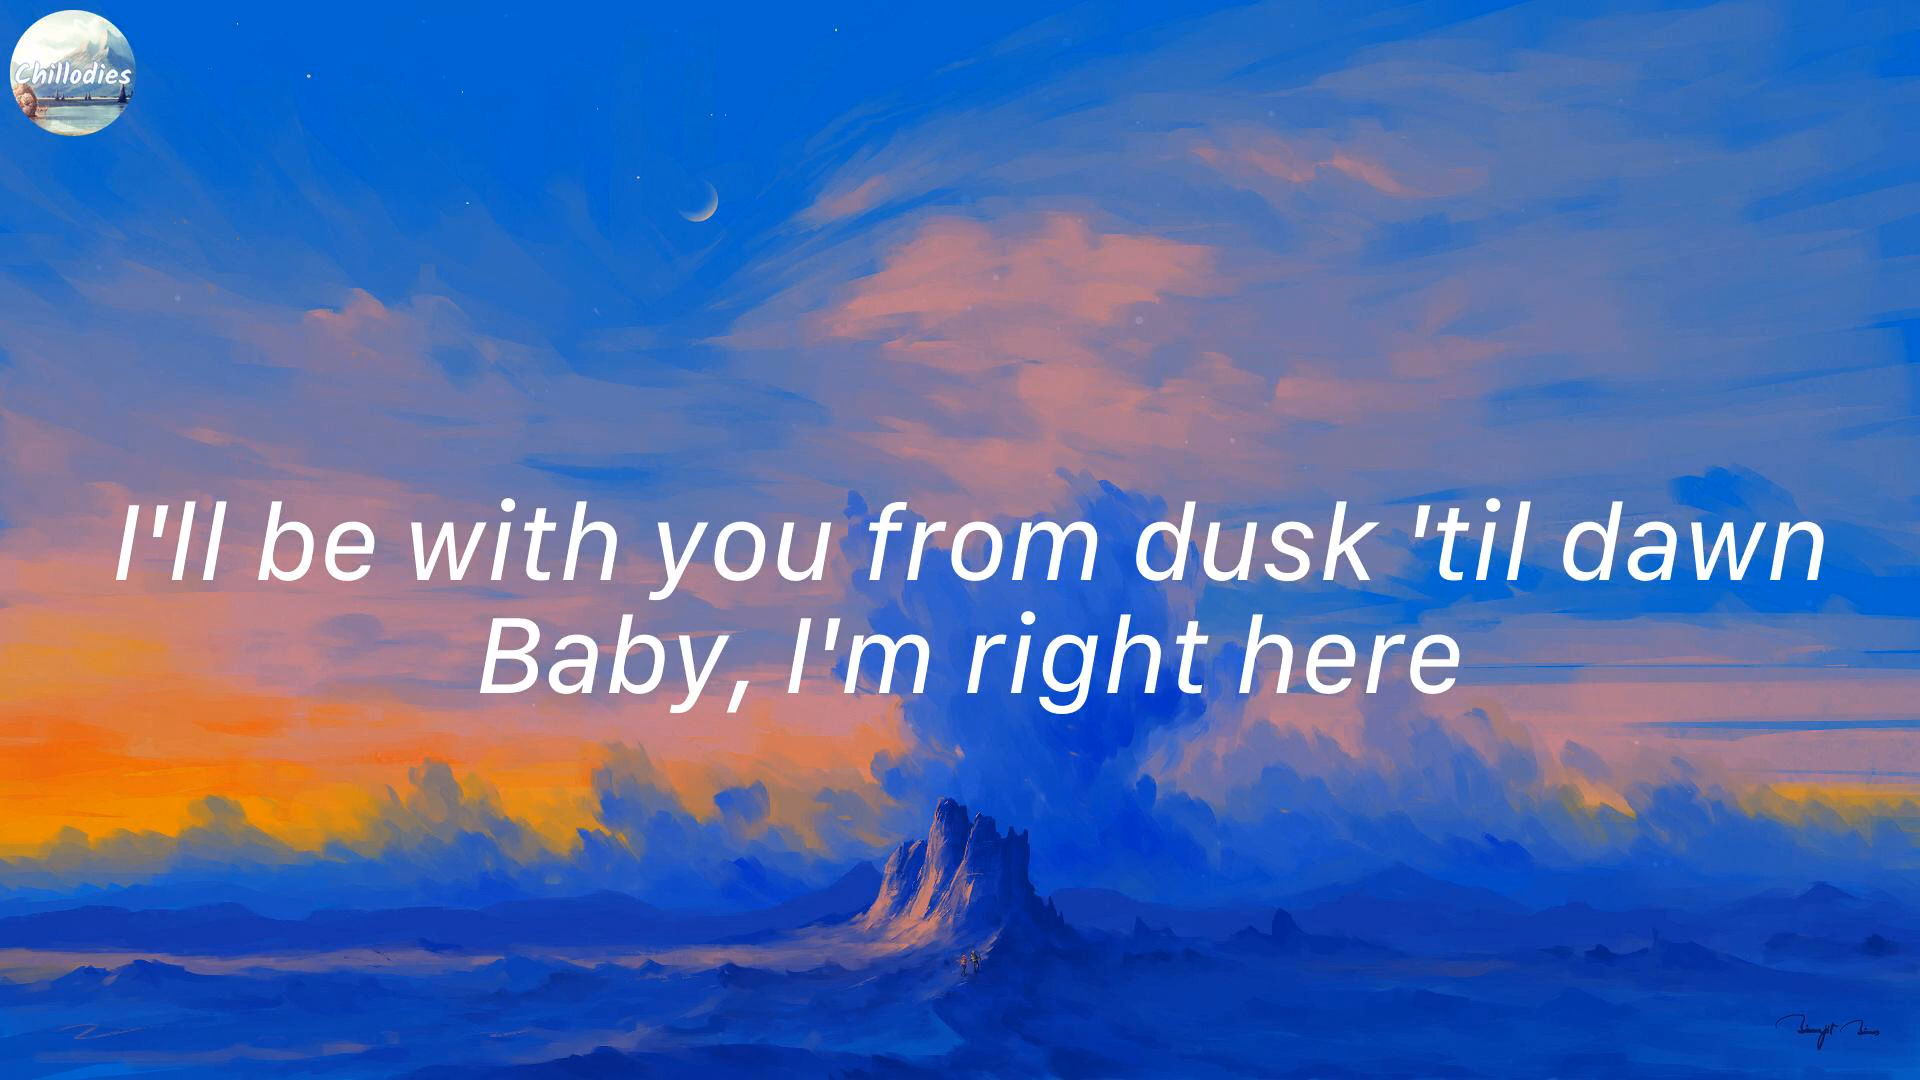 Chillodies
I'll be with you from dusk 'til dawn
Baby, I'm right here